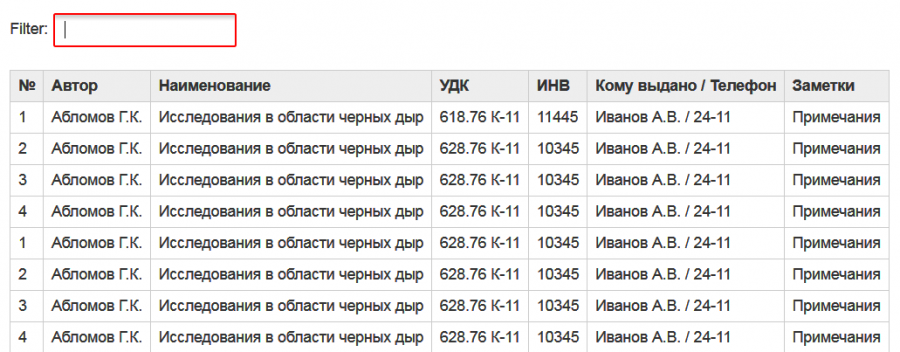 Filter:
№ Автор Наименование УДК ИНВ Кому выдано / Телефон Заметки
1 Абломов Г.К. Исследования в области черных дыр 618.76 К-11 11445 Иванов А.В. / 24-11 Примечания
2 Абломов Г.К. Исследования в области черных дыр 628.76 К-11 10345 Иванов А.В. / 24-11 Примечания
3 Абломов Г.К. Исследования в области черных дыр 628.76 К-11 10345 Иванов А.В. / 24-11 Примечания
4 Абломов Г.К. Исследования в области черных дыр 628.76 К-11 10345 Иванов А.В. / 24-11 Примечания
1 Абломов Г.К. Исследования в области черных дыр 628.76 К-11 10345 Иванов А.В. / 24-11 Примечания
2 Абломов Г.К. Исследования в области черных дыр 628.76 К-11 10345 Иванов А.В. / 24-11 Примечания
3 Абломов Г.К. Исследования в области черных дыр 628.76 К-11 10345 Иванов А.В. / 24-11 Примечания
4 Абломов Г.К. Исследования в области черных дыр 628.76 К-11 10345 Иванов А.В. / 24-11 Примечания